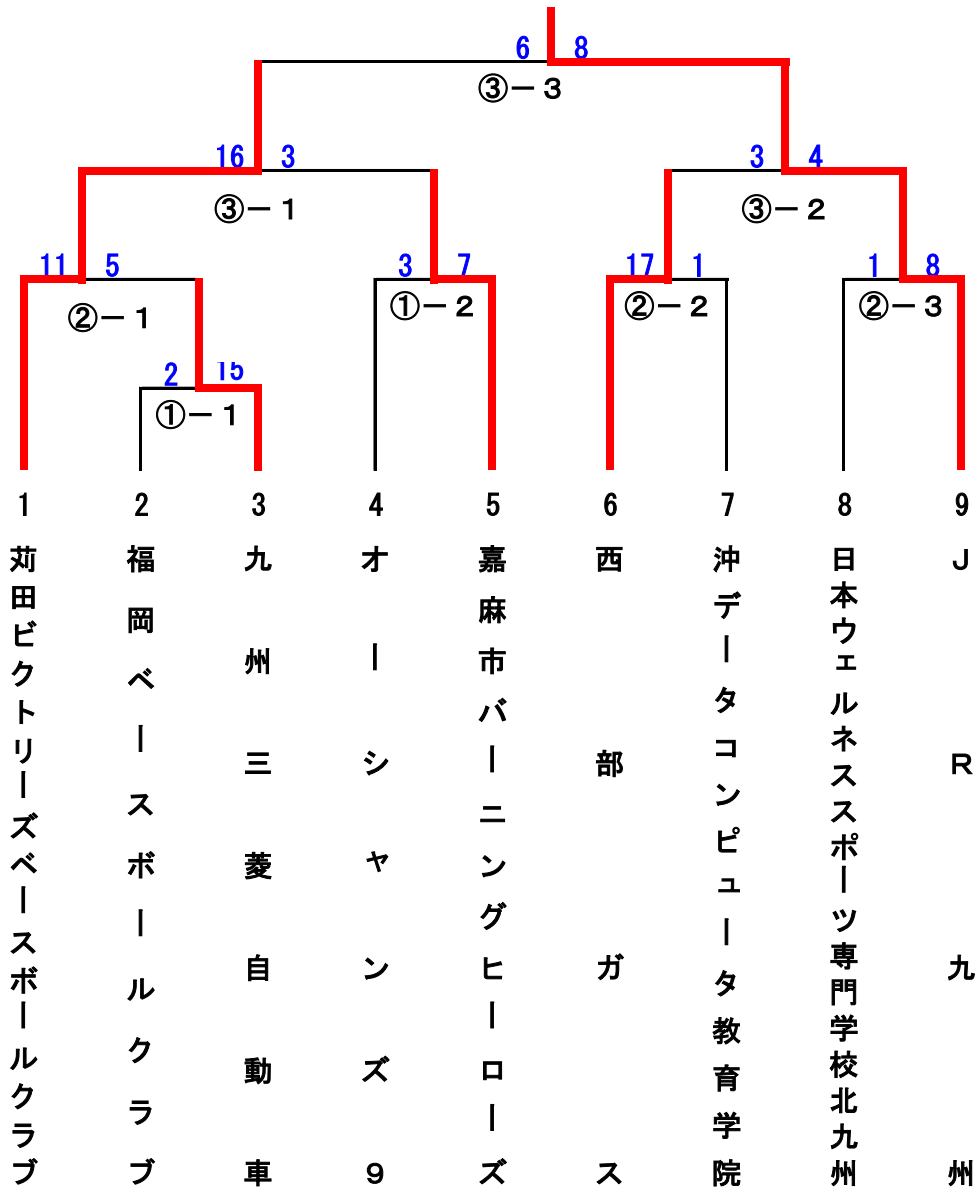 6 8
③－3
16 3
3 4
③－1
③－2
11 5
3 7
17 1
1 8
②－1
①－2
②－2
②－3
2 15
①－1
1 2 3 4 5 6 7 8 9
苅田ビクトリーズベースボールクラブ
福岡ベースボールクラブ
九州三菱自動車
オーシャンズ9
嘉麻市バーニングヒーローズ
西部ガス
沖データコンピュータ教育学院
日本ウェルネススポーツ専門学校北九州
JR九州